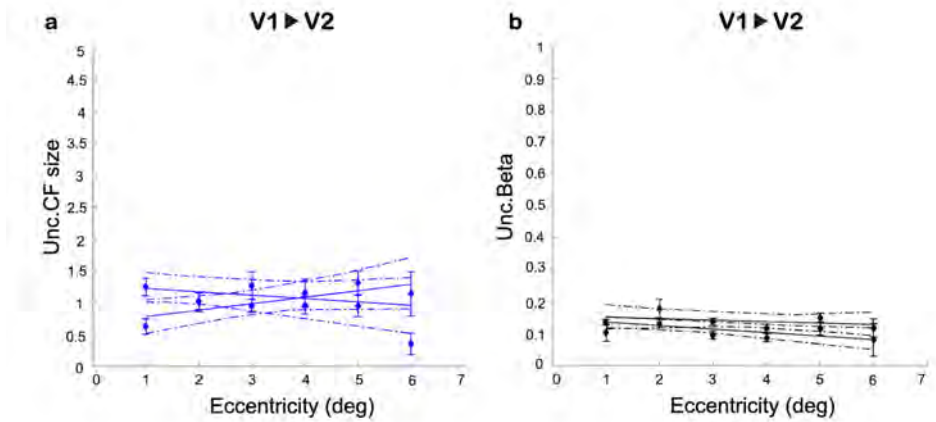 a V1 ▶ V2
5
4.5
4
3.5
3
2.5
2
1.5
1
0.5
0
Unc.CF size
0 1 2 3 4 5 6 7
Eccentricity (deg)
b V1 ▶ V2
1
0.9
0.8
0.7
0.6
0.5
0.4
0.3
0.2
0.1
0
Unc.Beta
0 1 2 3 4 5 6 7
Eccentricity (deg)